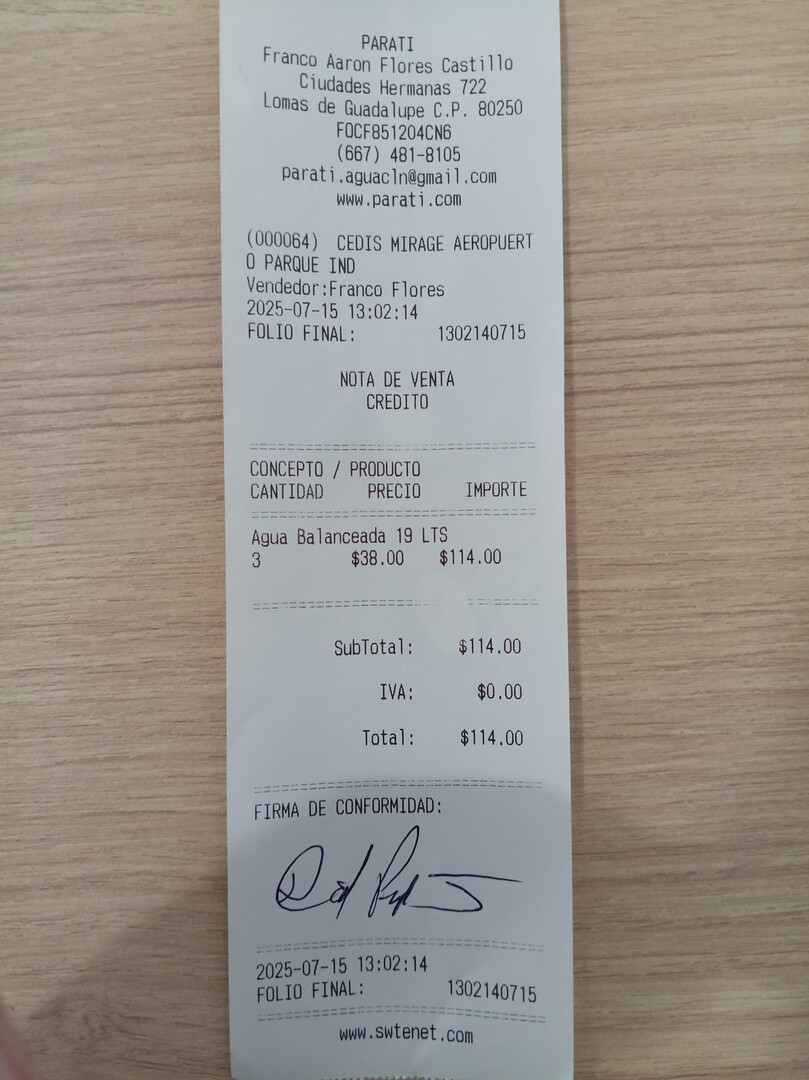 PARATI
Franco Aaron Flores Castillo
Ciudades Hermanas 722
Lomas de Guadalupe C.P. 80250
FOCF851204CN6
(667) 481-8105
parati.aguacln@gmail.com
www.parati.com
(000064) CEDIS MIRAGE AEROPUERT
O PARQUE IND
Vendedor:Franco Flores
2025-07-15 13:02:14
FOLIO FINAL: 1302140715
NOTA DE VENTA
CREDITO
CONCEPTO / PRODUCTO
CANTIDAD PRECIO IMPORTE
Agua Balanceada 19 LTS
3 $38.00 $114.00
SubTotal: $114.00
IVA: $0.00
Total: $114.00
FIRMA DE CONFORMIDAD:
2025-07-15 13:02:14
FOLIO FINAL: 1302140715
www.swtenet.com